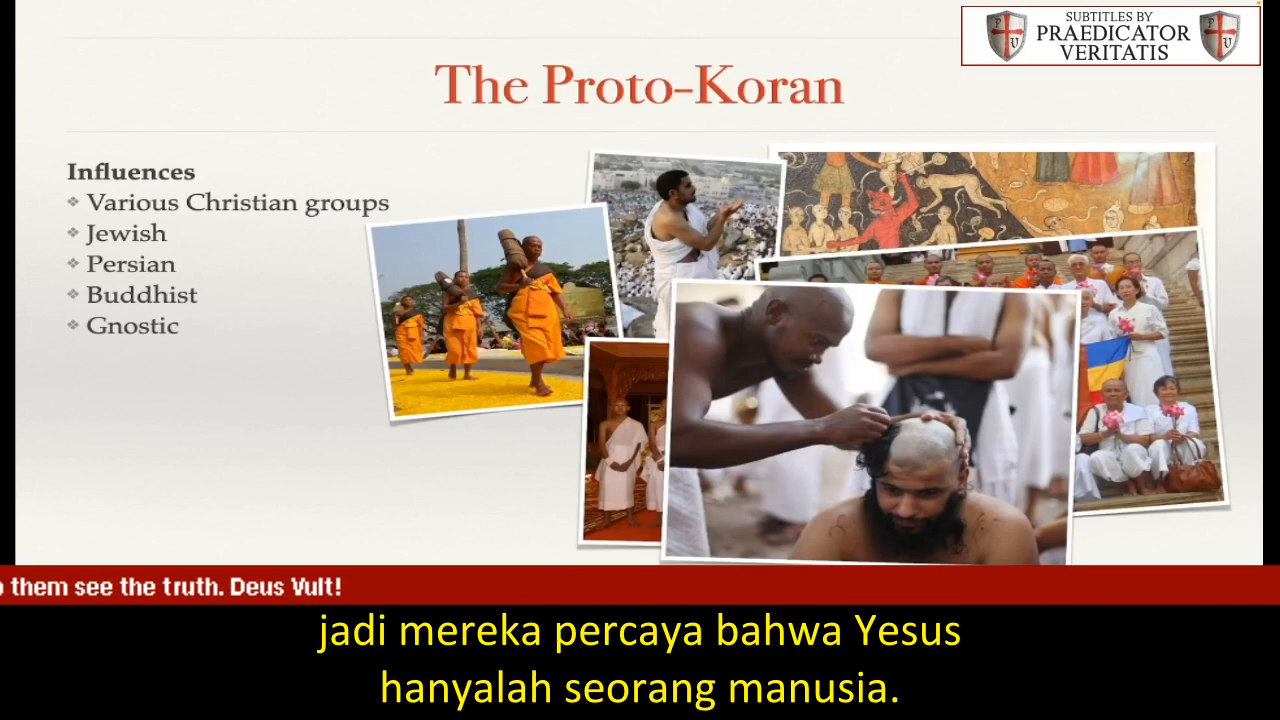 SUBTITLES BY
PRAEDICATOR
VERITATIS
P V
P V
The Proto-Koran
Influences
Various Christian groups
Jewish
Persian
Buddhist
Gnostic
them see the truth. Deus Vult!
jadi mereka percaya bahwa Yesus
hanyalah seorang manusia.